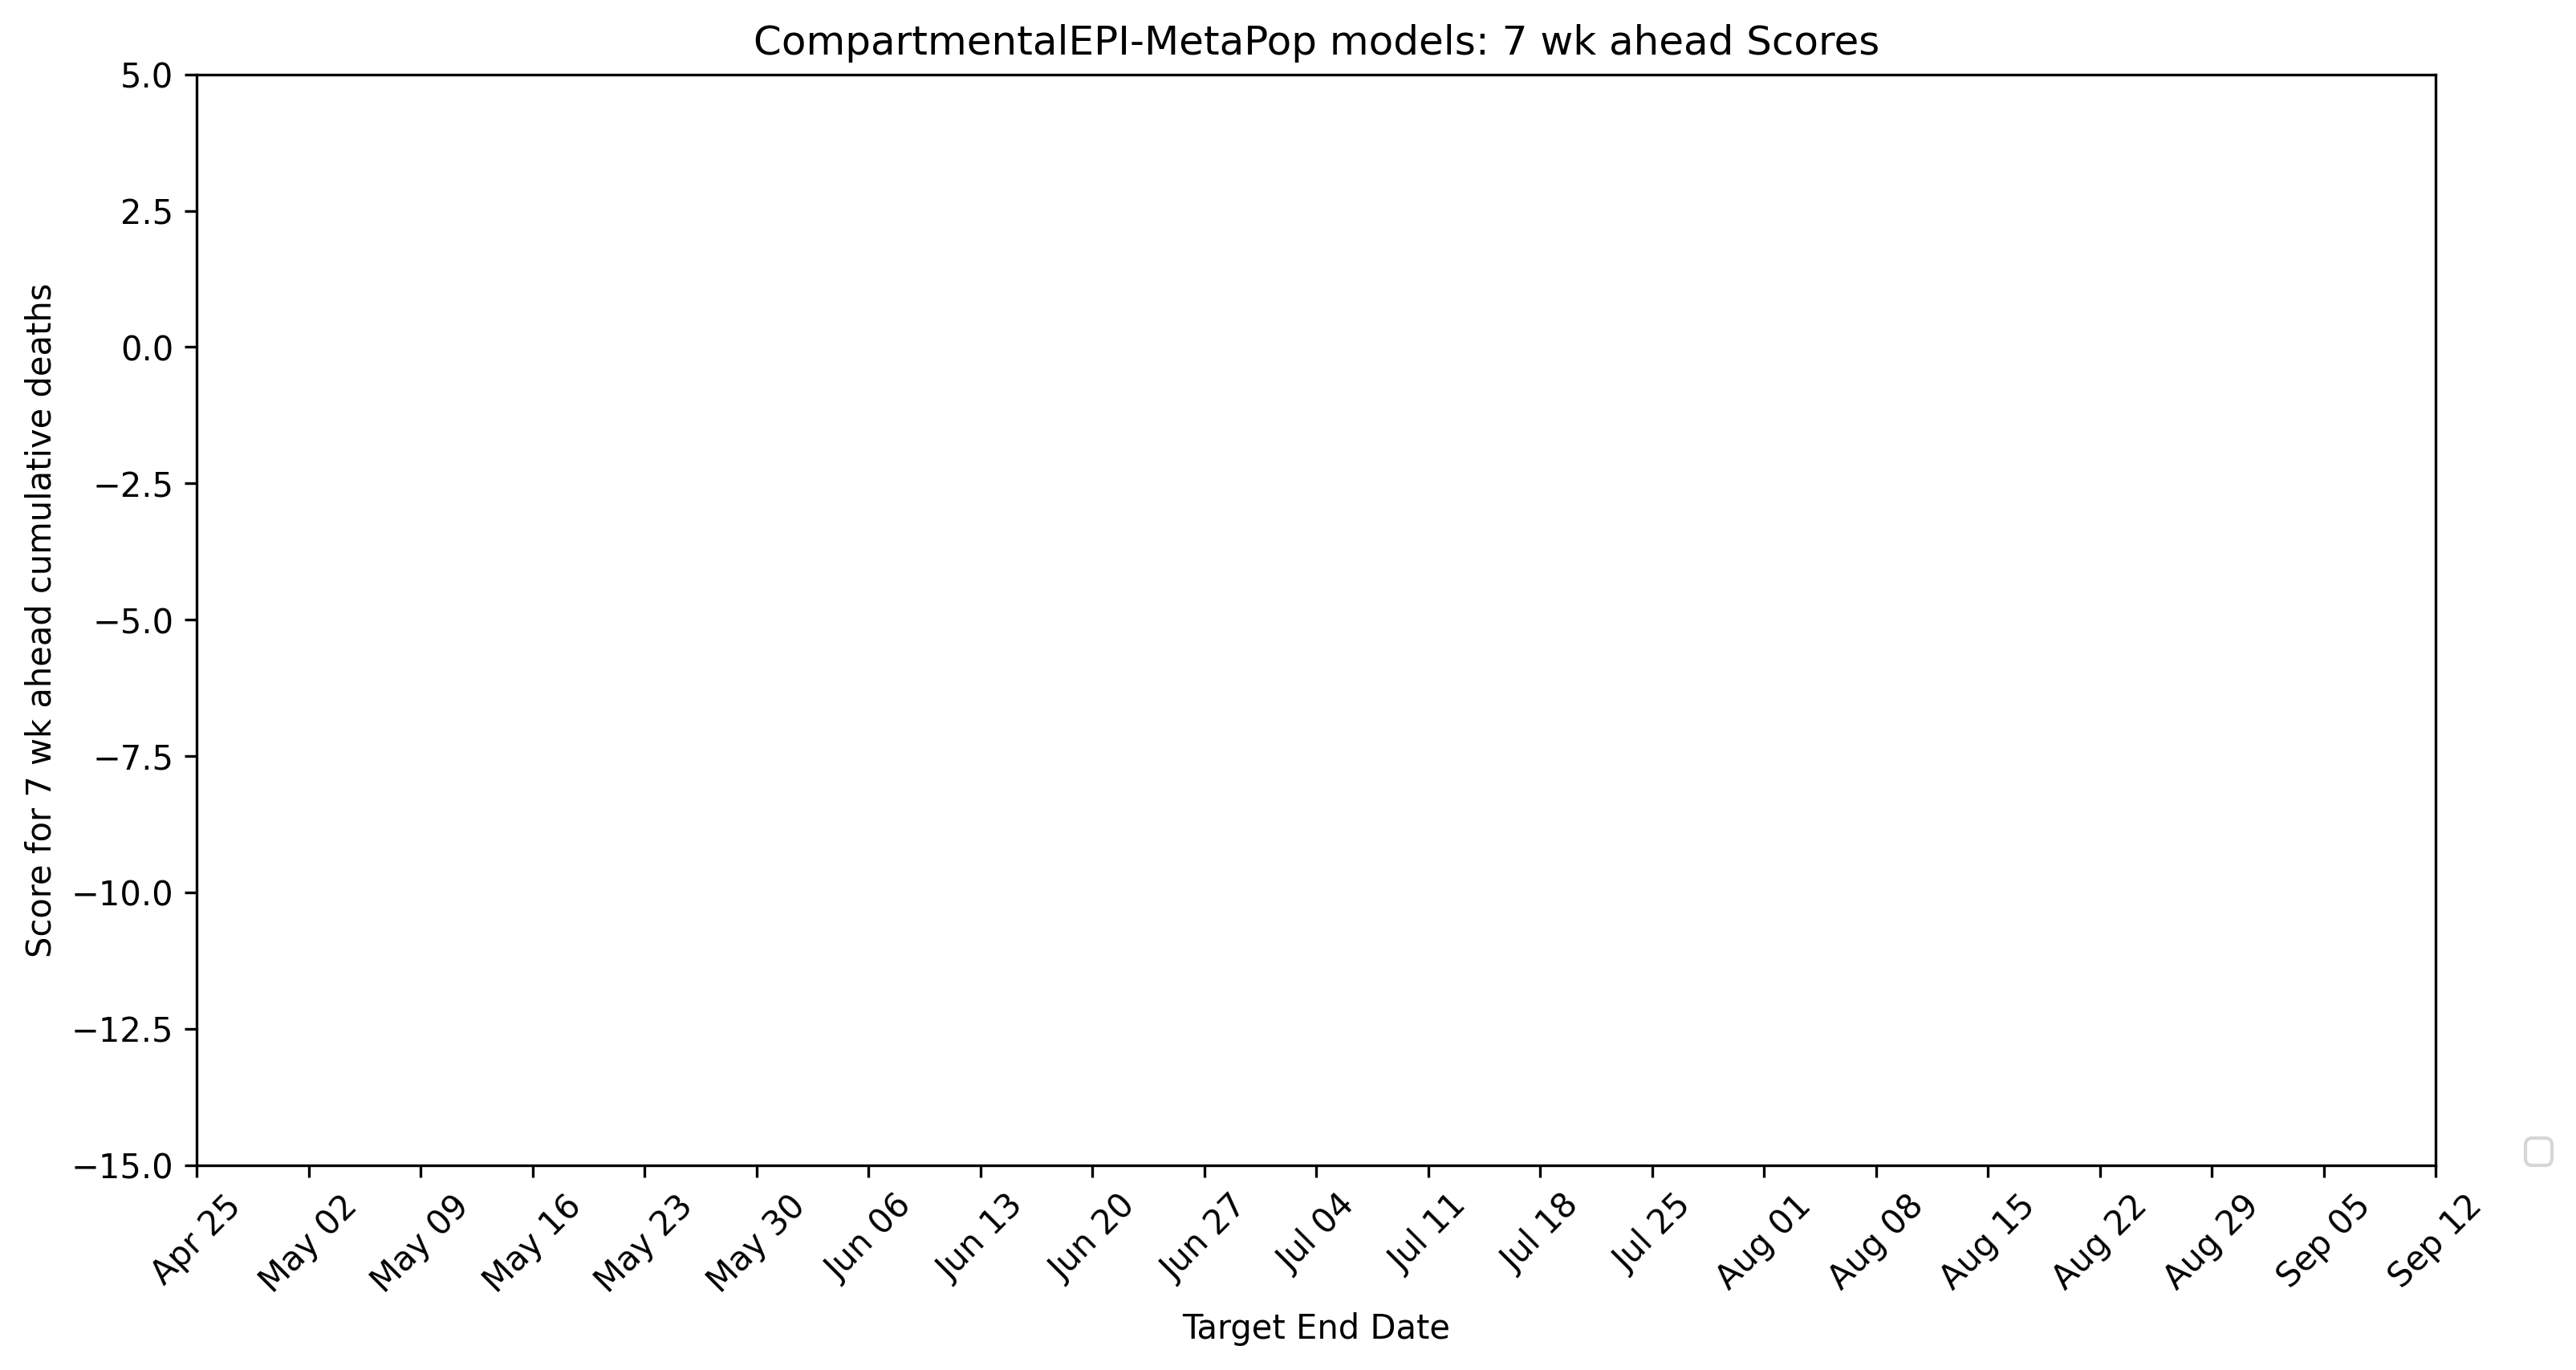 CompartmentalEPI-MetaPop models: 7 wk ahead Scores
5.0
2.5
0.0
−2.5
−5.0
−7.5
−10.0
−12.5
−15.0
Score for 7 wk ahead cumulative deaths
Apr 25
May 02
May 09
May 16
May 23
May 30
Jun 06
Jun 13
Jun 20
Jun 27
Jul 04
Jul 11
Jul 18
Jul 25
Aug 01
Aug 08
Aug 15
Aug 22
Aug 29
Sep 05
Sep 12
Target End Date